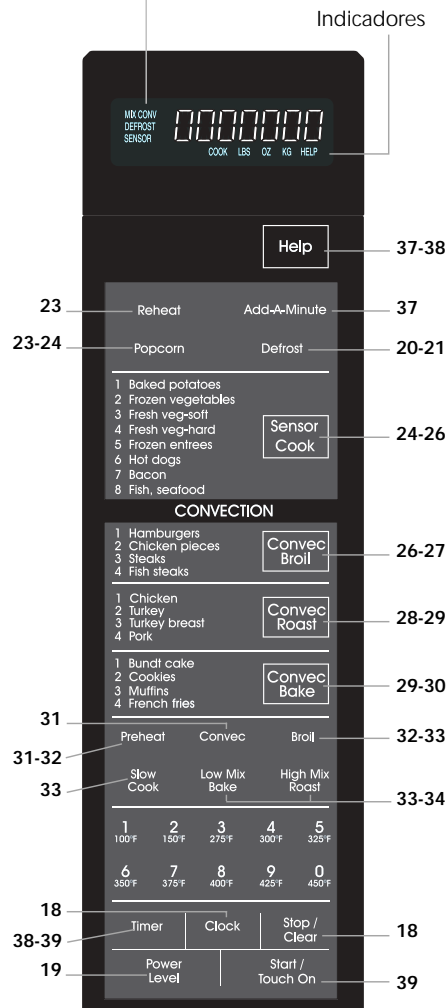 Indicadores
MIX CONV
DEFROST
SENSOR
0000000
COOK LBS OZ KG HELP
Help 37-38
23 Reheat Add-A-Minute 37
23-24 Popcorn Defrost 20-21
1 Baked potatoes
2 Frozen vegetables
3 Fresh veg-soft
4 Fresh veg-hard
5 Frozen entrees
6 Hot dogs
7 Bacon
8 Fish, seafood
Sensor
Cook
24-26
CONVECTION
1 Hamburgers
2 Chicken pieces
3 Steaks
4 Fish steaks
Convec
Broil
26-27
1 Chicken
2 Turkey
3 Turkey breast
4 Pork
Convec
Roast
28-29
1 Bundt cake
2 Cookies
3 Muffins
4 French fries
Convec
Bake
29-30
31
31-32
Preheat Convec Broil 32-33
33
Slow
Cook
Low Mix
Bake
High Mix
Roast
33-34
1 2 3 4 5
100°F 150°F 275°F 300°F 325°F
6 7 8 9 0
350°F 375°F 400°F 425°F 450°F
18
38-39
Timer Clock
Stop /
Clear
18
19
Power
Level
Start /
Touch On
39